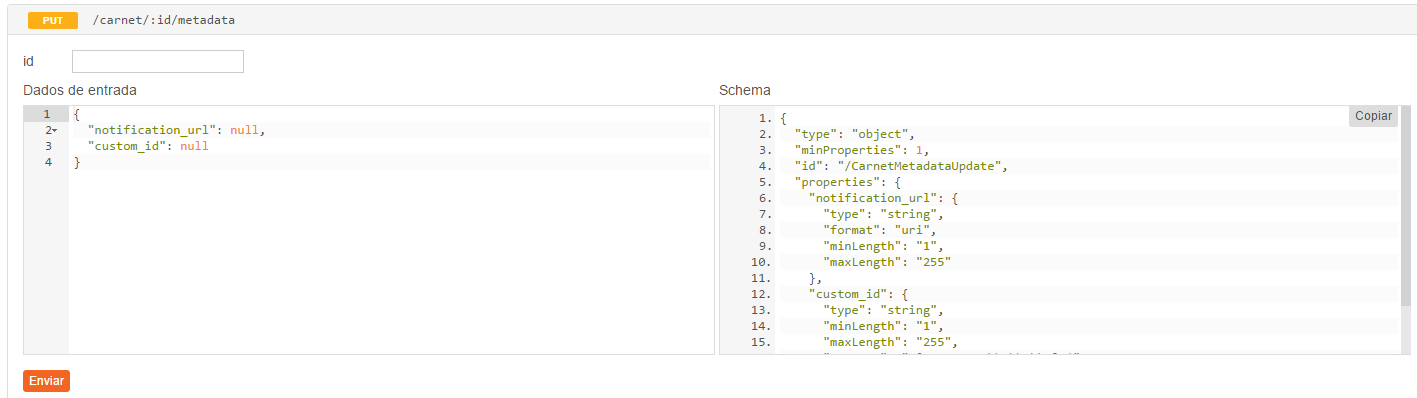 PUT /carnet/:id/metadata
id
Dados de entrada
1 {
2 "notification_url": null,
3 "custom_id": null
4 }
Schema
Copiar
1. {
2. "type": "object",
3. "minProperties": 1,
4. "id": "/CarnetMetadataUpdate",
5. "properties": {
6. "notification_url": {
7. "type": "string",
8. "format": "uri",
9. "minLength": "1",
10. "maxLength": "255"
11. },
12. "custom_id": {
13. "type": "string",
14. "minLength": "1",
15. "maxLength": "255",
Enviar